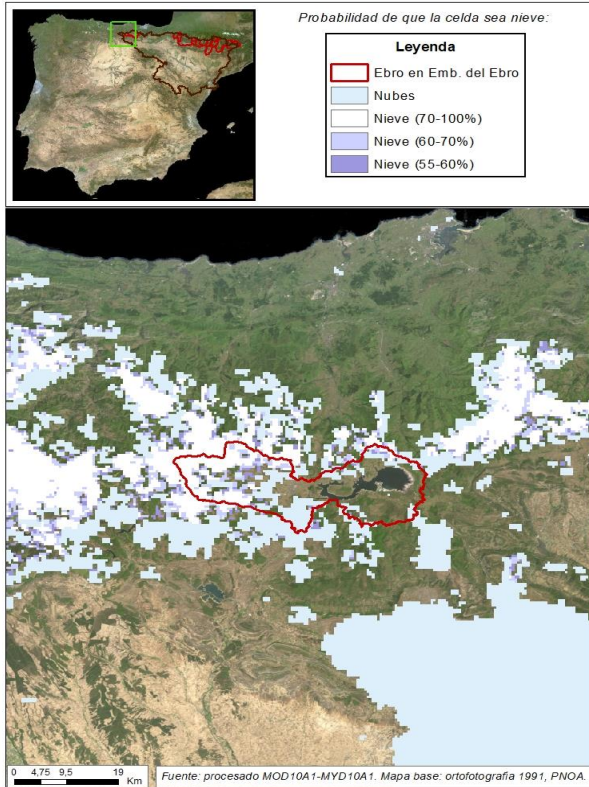 Probabilidad de que la celda sea nieve:
Leyenda
Ebro en Emb. del Ebro
Nubes
Nieve (70-100%)
Nieve (60-70%)
Nieve (55-60%)
0 4,75 9,5 19
Km
Fuente: procesado MOD10A1-MYD10A1. Mapa base: ortofotografia 1991, PNOA.